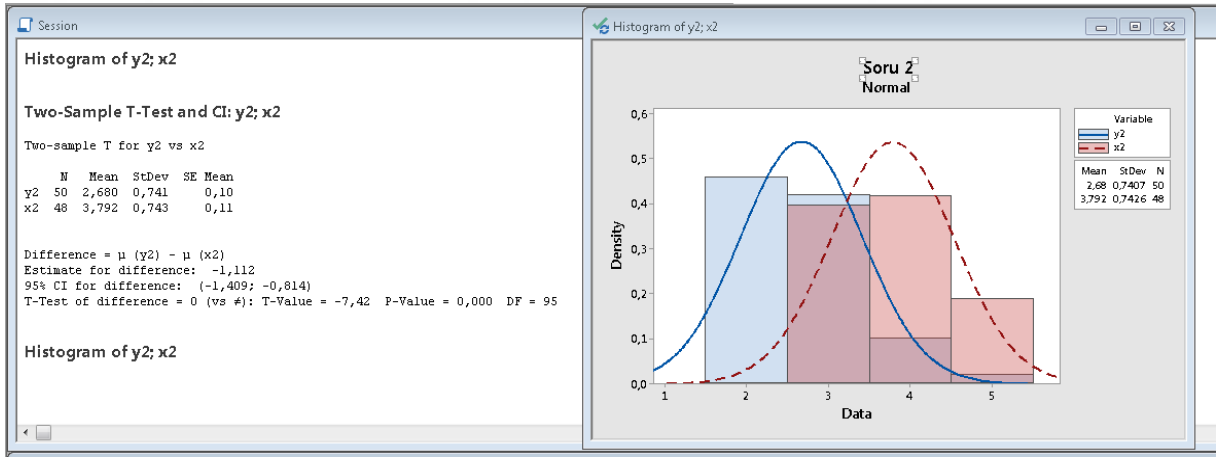 Session
Histogram of y2; x2
Two-Sample T-Test and CI: y2; x2
Two-sample T for y2 vs x2
N Mean StDev SE Mean
y2 50 2,680 0,741 0,10
x2 48 3,792 0,743 0,11
Difference = μ (y2) - μ (x2)
Estimate for difference: -1,112
95% CI for difference: (-1,409; -0,814)
T-Test of difference = 0 (vs ≠): T-Value = -7,42 P-Value = 0,000 DF = 95
Histogram of y2; x2
Histogram of y2; x2
Soru 2
Normal
0,6
0,5
0,4
0,3
0,2
0,1
0,0
Density
1 2 3 4 5
Data
Variable
y2
x2
Mean StDev N
2,68 0,7407 50
3,792 0,7426 48